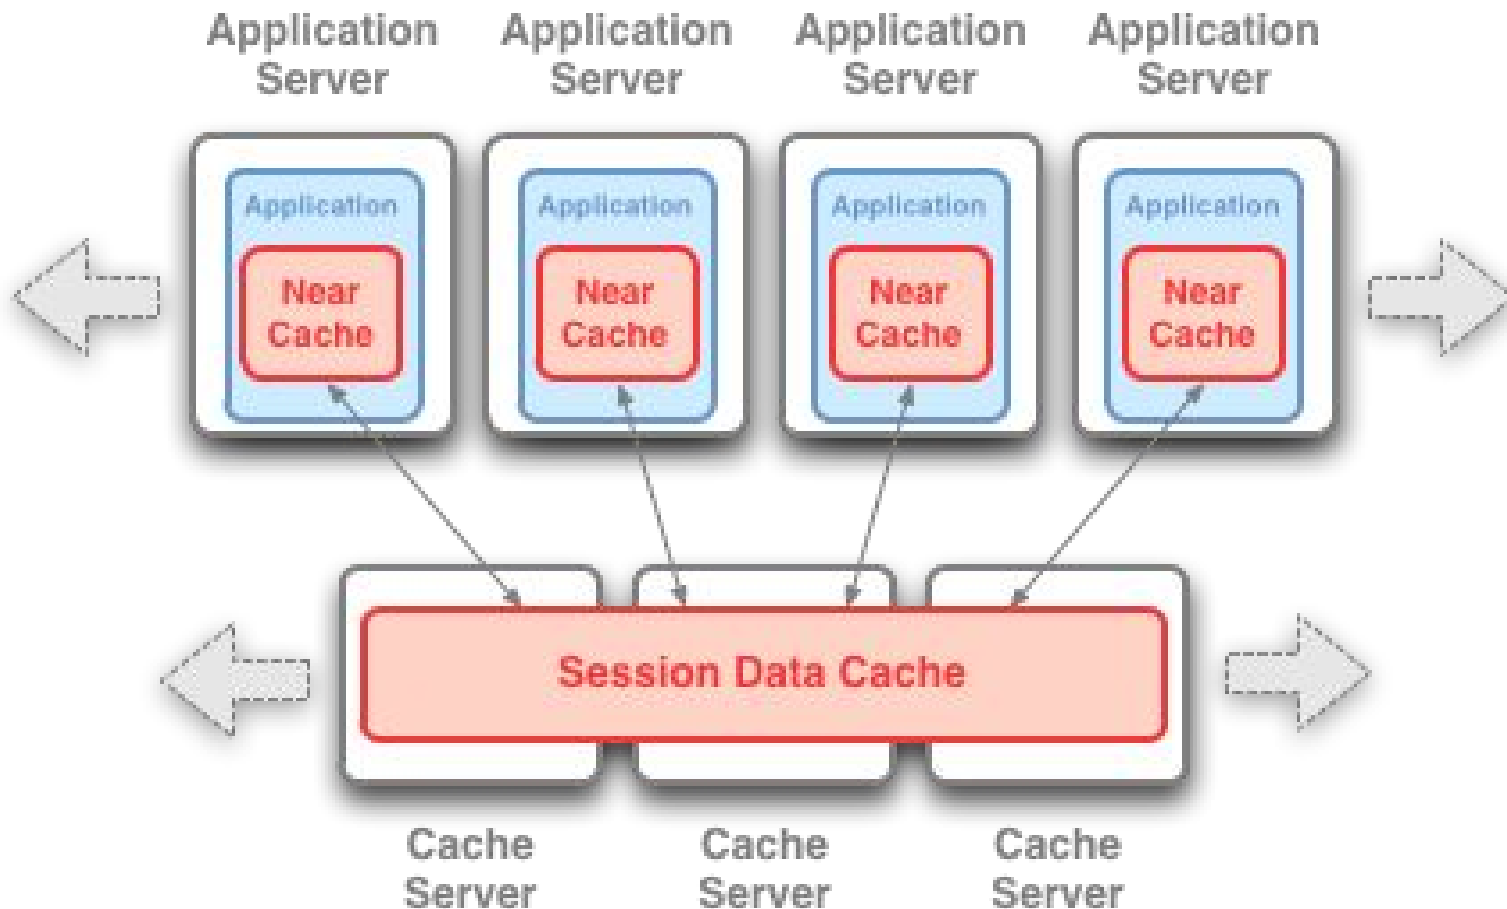 Application
Server
Application
Server
Application
Server
Application
Server
Application
Near
Cache
Application
Near
Cache
Application
Near
Cache
Application
Near
Cache
Session Data Cache
Cache
Server
Cache
Server
Cache
Server